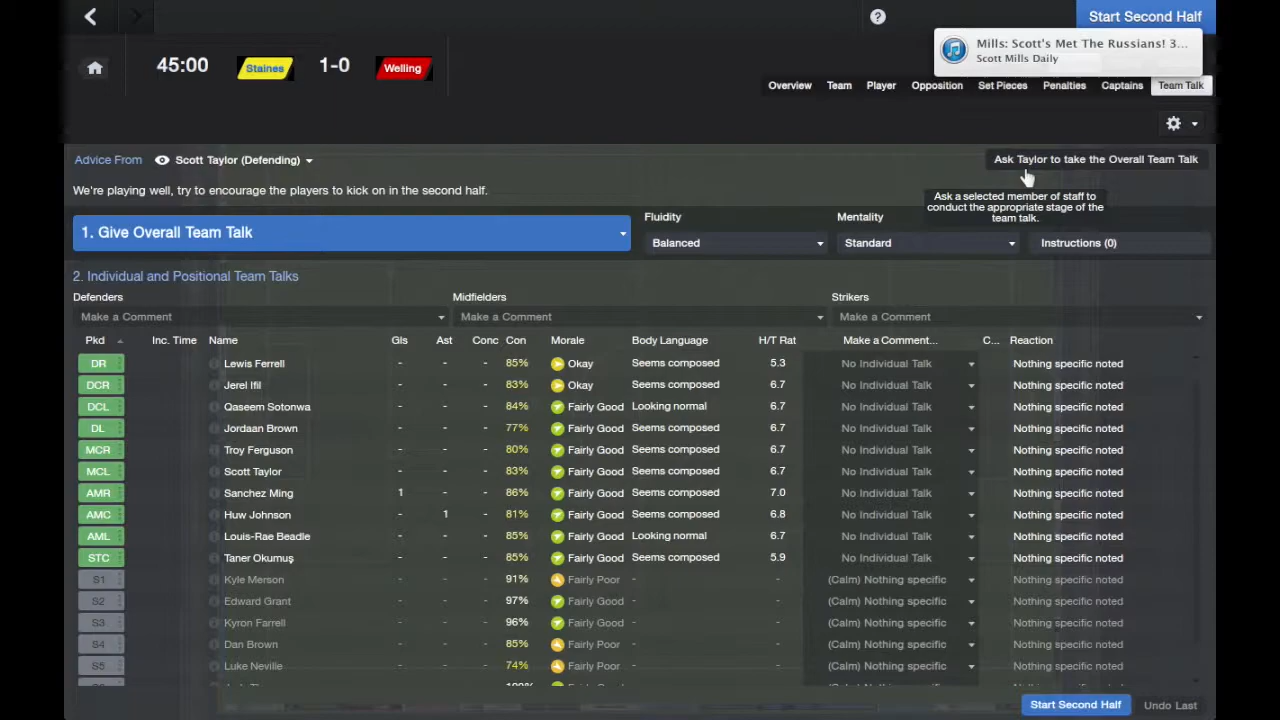 Start Second Half
Mills: Scott's Met The Russians! 3...
Scott Mills Daily
45:00 Staines 1-0 Welling
Overview Team Player Opposition Set Pieces Penalties Captains Team Talk
Advice From Scott Taylor (Defending)
Ask Taylor to take the Overall Team Talk
We're playing well, try to encourage the players to kick on in the second half.
Ask a selected member of staff to
conduct the appropriate stage of the
team talk.
1. Give Overall Team Talk
Fluidity Mentality
Balanced Standard Instructions (0)
2. Individual and Positional Team Talks
Defenders Midfielders Strikers
Make a Comment Make a Comment Make a Comment
Pkd Inc. Time Name Gls Ast Conc Con Morale Body Language H/T Rat Make a Comment... C... Reaction
DR Lewis Ferrell - - - 85% Okay Seems composed 5.3 No Individual Talk Nothing specific noted
DCR Jerel Ifil - - - 83% Okay Seems composed 6.7 No Individual Talk Nothing specific noted
DCL Qaseem Sotonwa - - - 84% Fairly Good Looking normal 6.7 No Individual Talk Nothing specific noted
DL Jordaan Brown - - - 77% Fairly Good Seems composed 6.7 No Individual Talk Nothing specific noted
MCR Troy Ferguson - - - 80% Fairly Good Seems composed 6.7 No Individual Talk Nothing specific noted
MCL Scott Taylor - - - 83% Fairly Good Seems composed 6.7 No Individual Talk Nothing specific noted
AMR Sanchez Ming 1 - - 86% Fairly Good Seems composed 7.0 No Individual Talk Nothing specific noted
AMC Huw Johnson - 1 - 81% Fairly Good Seems composed 6.8 No Individual Talk Nothing specific noted
AML Louis-Rae Beadle - - - 85% Fairly Good Looking normal 6.7 No Individual Talk Nothing specific noted
STC Taner Okumuş - - - 85% Fairly Good Seems composed 5.9 No Individual Talk Nothing specific noted
S1 Kyle Merson - - - 91% Fairly Poor - - (Calm) Nothing specific Nothing specific noted
S2 Edward Grant - - - 97% Fairly Good - - (Calm) Nothing specific Nothing specific noted
S3 Kyron Farrell - - - 96% Fairly Good - - (Calm) Nothing specific Nothing specific noted
S4 Dan Brown - - - 85% Fairly Poor - - (Calm) Nothing specific Nothing specific noted
S5 Luke Neville - - - 74% Fairly Poor - - (Calm) Nothing specific Nothing specific noted
Start Second Half Undo Last